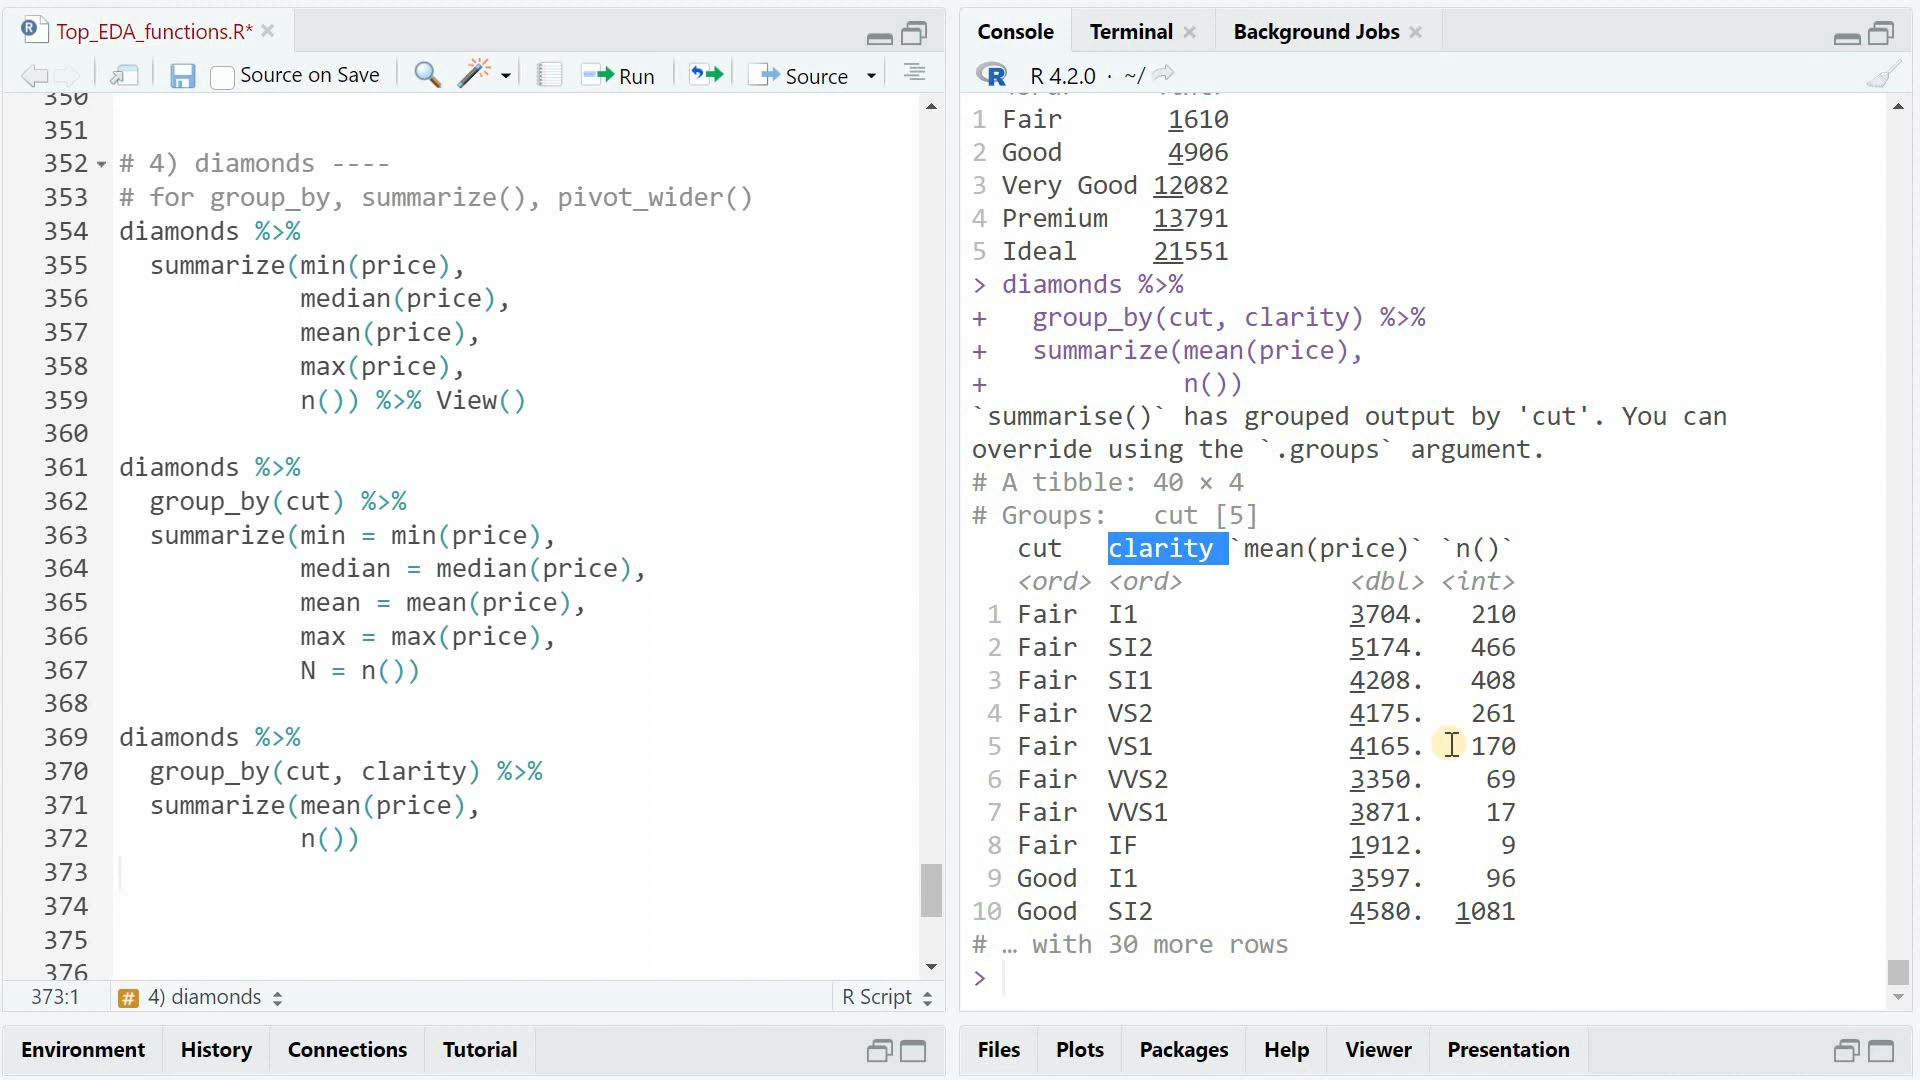 Top_EDA_functions.R*
Source on Save
Run
Source
350
351
352 # 4) diamonds ----
353 # for group_by, summarize(), pivot_wider()
354 diamonds %>%
355 summarize(min(price),
356 median(price),
357 mean(price),
358 max(price),
359 n()) %>% View()
360
361 diamonds %>%
362 group_by(cut) %>%
363 summarize(min = min(price),
364 median = median(price),
365 mean = mean(price),
366 max = max(price),
367 N = n())
368
369 diamonds %>%
370 group_by(cut, clarity) %>%
371 summarize(mean(price),
372 n())
373
374
375
376
373:1 # 4) diamonds R Script
Environment History Connections Tutorial
Console Terminal Background Jobs
R R 4.2.0 · ~/
1 Fair 1610
2 Good 4906
3 Very Good 12082
4 Premium 13791
5 Ideal 21551
> diamonds %>%
+ group_by(cut, clarity) %>%
+ summarize(mean(price),
+ n())
`summarise()` has grouped output by 'cut'. You can
override using the `.groups` argument.
# A tibble: 40 × 4
# Groups: cut [5]
cut clarity `mean(price)` `n()`
<ord> <ord> <dbl> <int>
1 Fair I1 3704. 210
2 Fair SI2 5174. 466
3 Fair SI1 4208. 408
4 Fair VS2 4175. 261
5 Fair VS1 4165. 170
6 Fair VVS2 3350. 69
7 Fair VVS1 3871. 17
8 Fair IF 1912. 9
9 Good I1 3597. 96
10 Good SI2 4580. 1081
# … with 30 more rows
>
Files Plots Packages Help Viewer Presentation